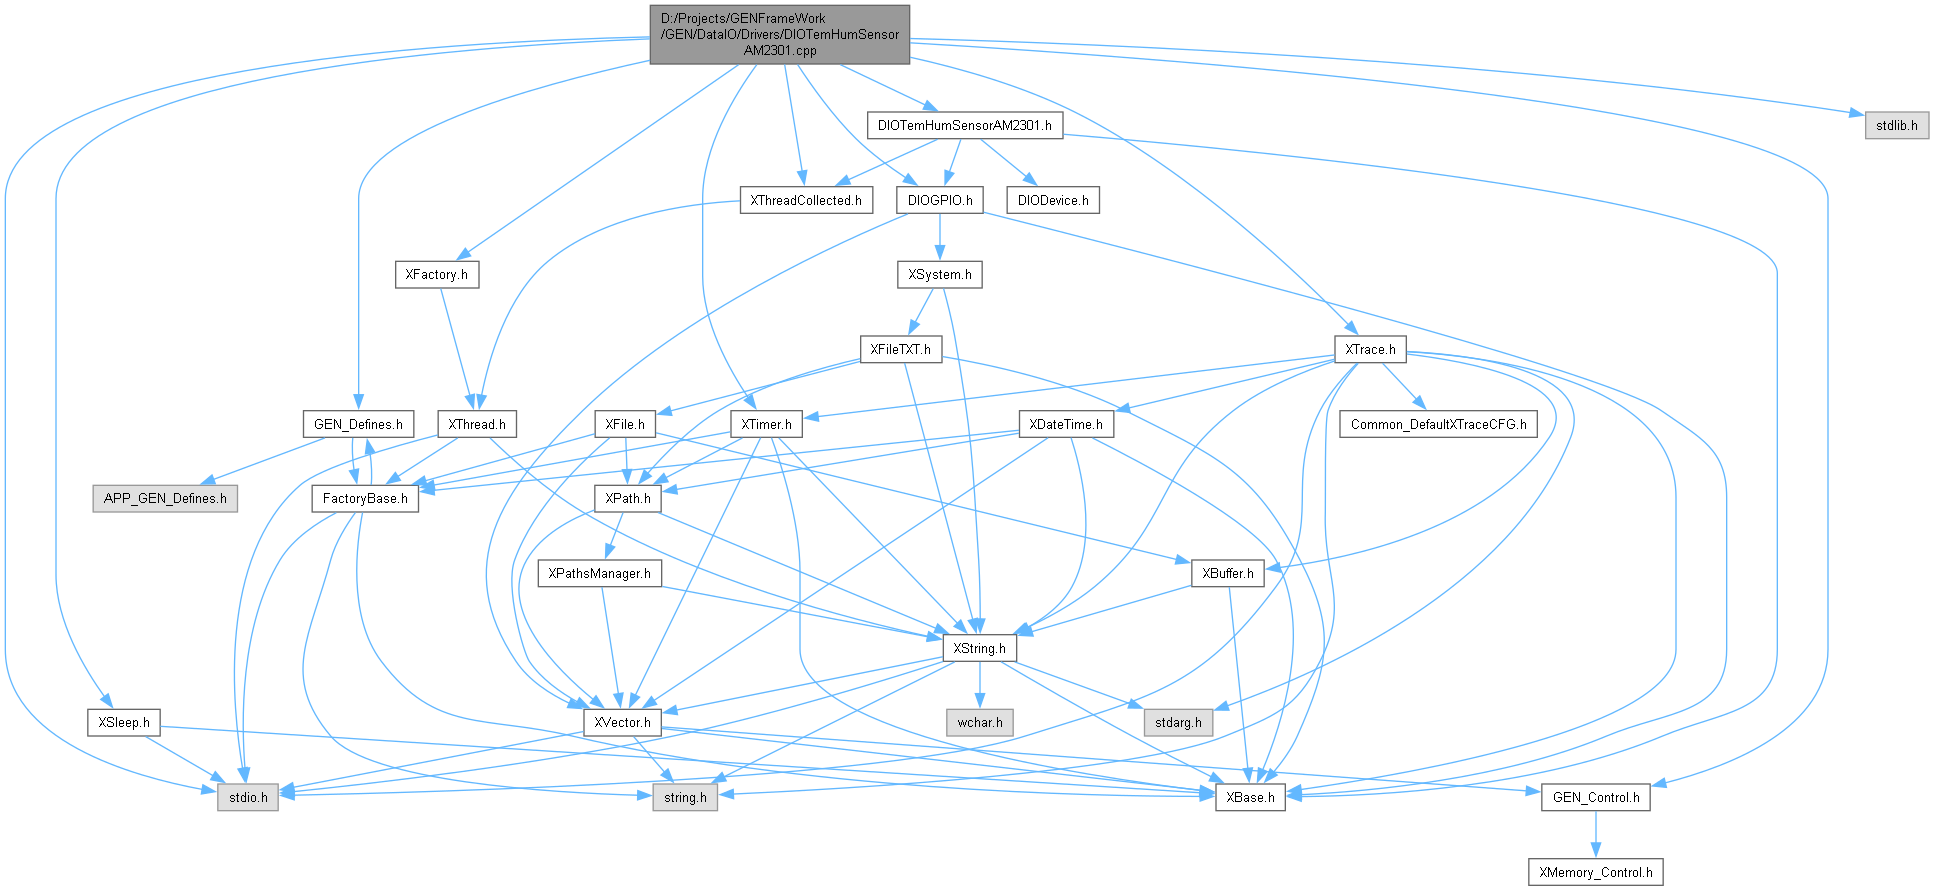 D:/Projects/GENFrameWork
/GEN/DataIO/Drivers/DIOTemHumSensor
AM2301.cpp
DIOTemHumSensorAM2301.h
stdlib.h
XThreadCollected.h
DIOGPIO.h
DIODevice.h
XFactory.h
XSystem.h
XFileTXT.h
XTrace.h
GEN_Defines.h
XThread.h
XFile.h
XTimer.h
XDateTime.h
Common_DefaultXTraceCFG.h
APP_GEN_Defines.h
FactoryBase.h
XPath.h
XPathsManager.h
XBuffer.h
XString.h
XSleep.h
XVector.h
wchar.h
stdarg.h
stdio.h
string.h
XBase.h
GEN_Control.h
XMemory_Control.h